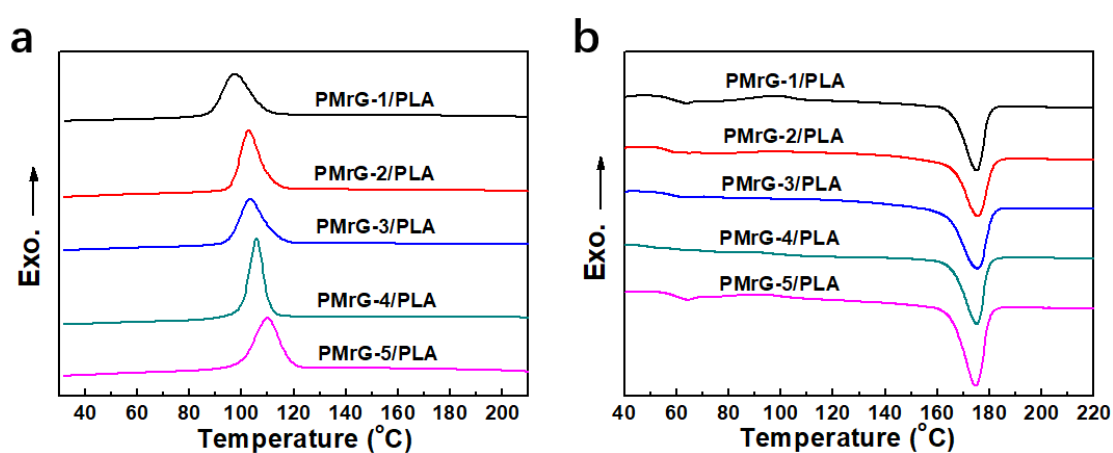 a
PMrG-1/PLA
PMrG-2/PLA
PMrG-3/PLA
PMrG-4/PLA
PMrG-5/PLA
Exo.
40 60 80 100 120 140 160 180 200
Temperature (°C)
b
PMrG-1/PLA
PMrG-2/PLA
PMrG-3/PLA
PMrG-4/PLA
PMrG-5/PLA
Exo.
40 60 80 100 120 140 160 180 200 220
Temperature (°C)